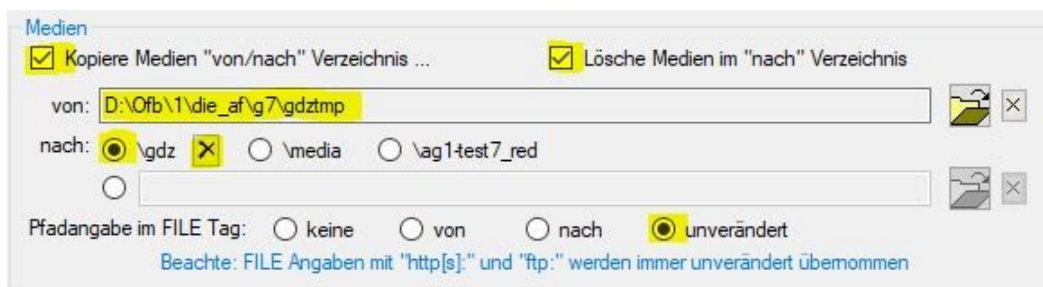 Medien
Kopiere Medien "von/nach" Verzeichnis ... Lösche Medien im "nach" Verzeichnis
von: D:\Ofb\1\die_af\g7\gdztmp
nach: \gdz \media \ag1-test7_red
Pfadangabe im FILE Tag: keine von nach unverändert
Beachte: FILE Angaben mit "http[s]:" und "ftp:" werden immer unverändert übernommen